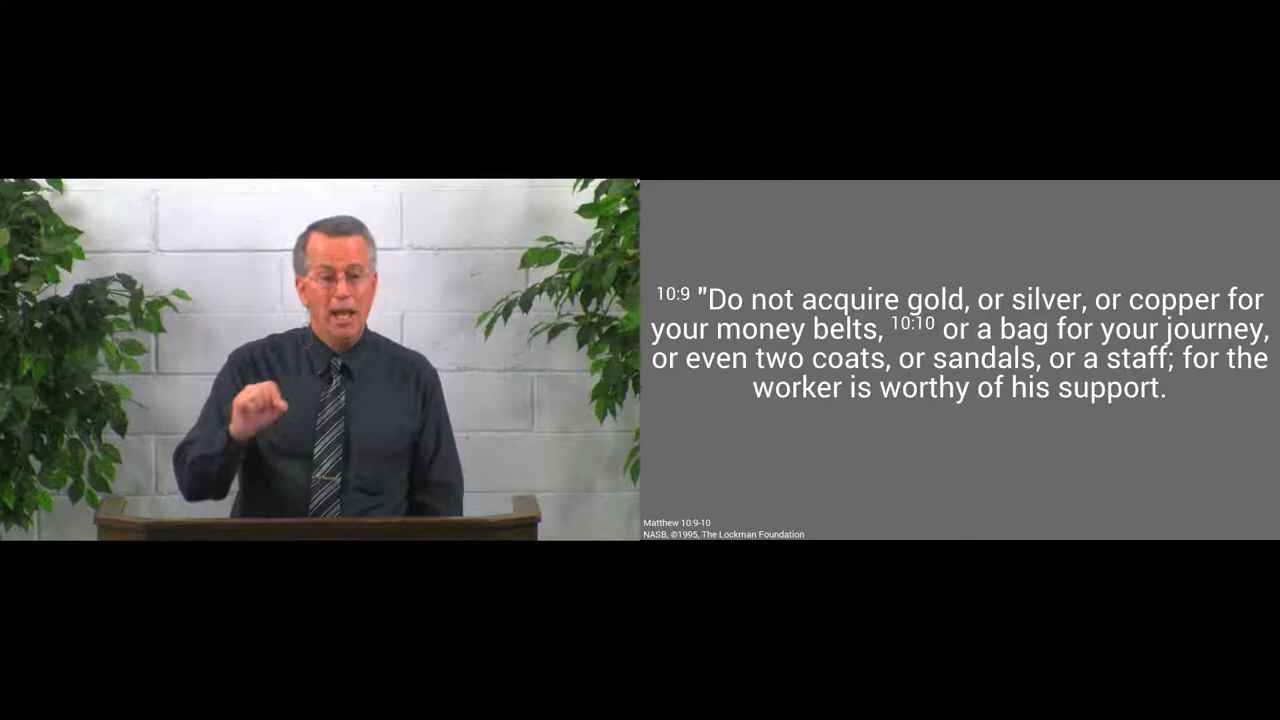 10:9 "Do not acquire gold, or silver, or copper for
your money belts, 10:10 or a bag for your journey,
or even two coats, or sandals, or a staff; for the
worker is worthy of his support.
Matthew 10:9-10
NASB, ©1995, The Lockman Foundation